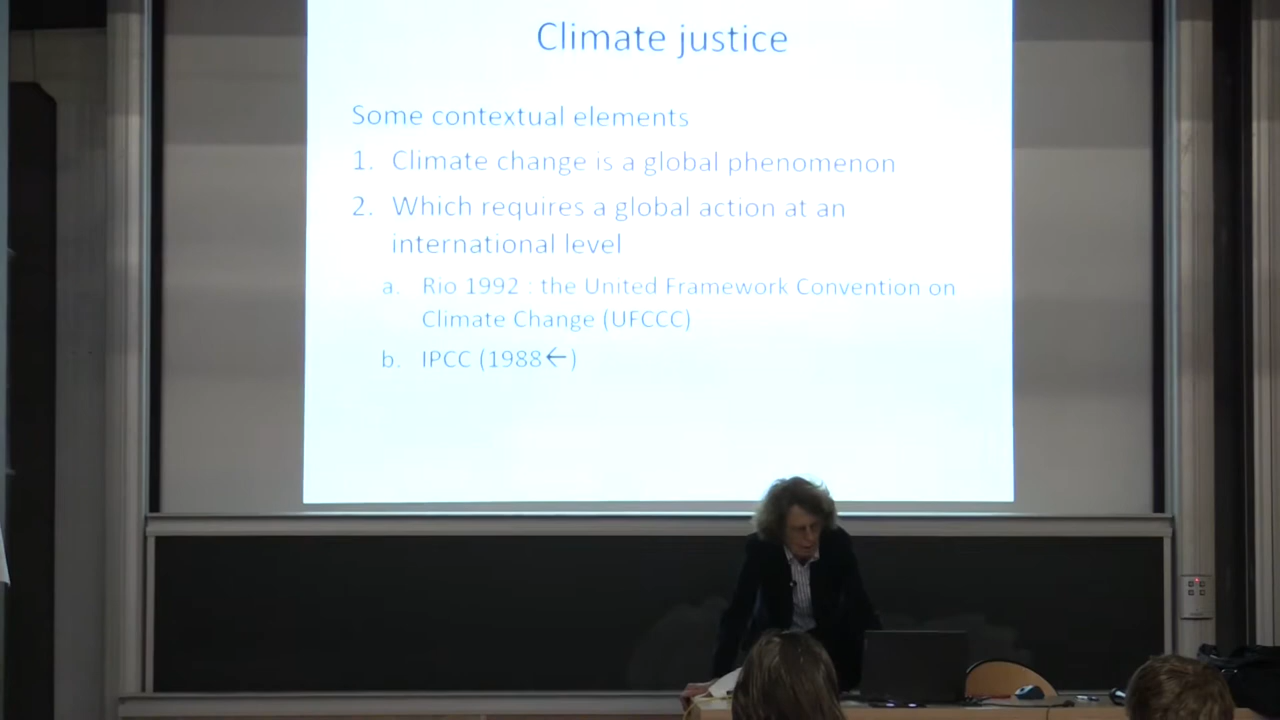 Climate justice
Some contextual elements
1. Climate change is a global phenomenon
2. Which requires a global action at an
international level
a. Rio 1992 : the United Framework Convention on
Climate Change (UFCCC)
b. IPCC (1988←)